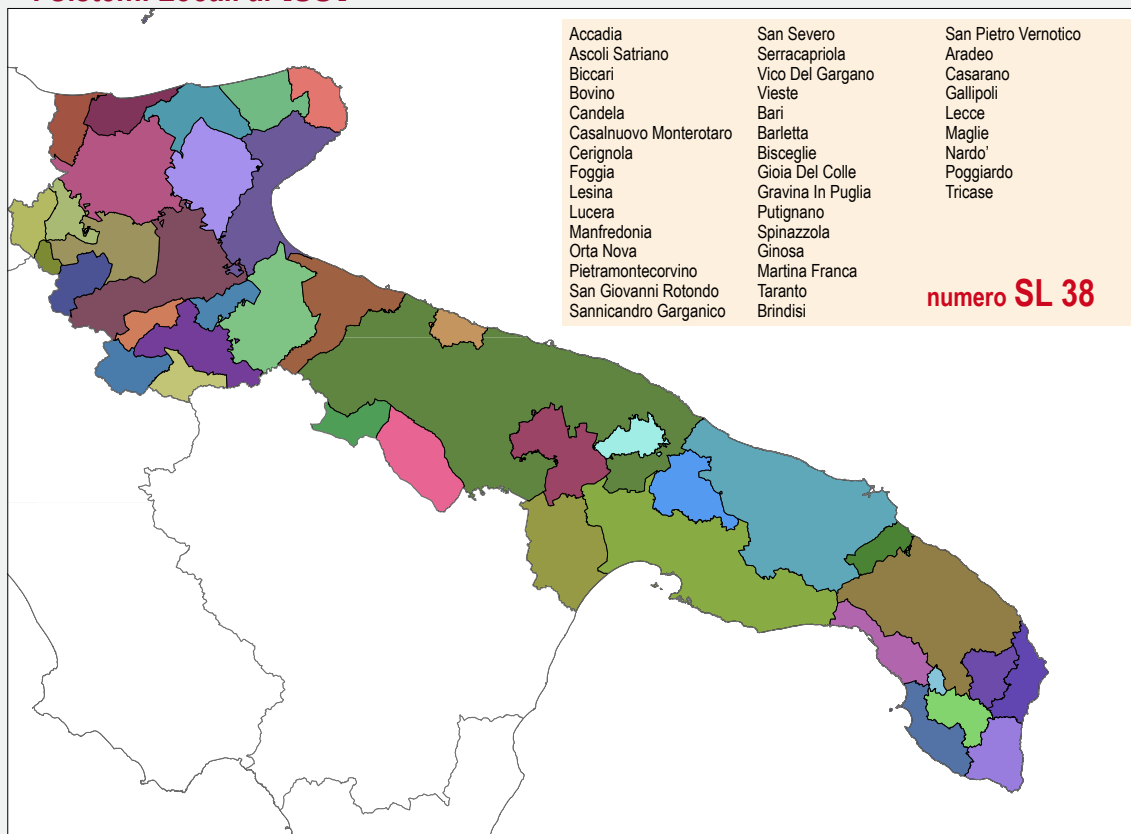 Sistemi Locali al
Accadia
Ascoli Satriano
Biccari
Bovino
Candela
Casalnuovo Monterotaro
Cerignola
Foggia
Lesina
Lucera
Manfredonia
Orta Nova
Pietramontecorvino
San Giovanni Rotondo
Sannicandro Garganico
San Severo
Serracapriola
Vico Del Gargano
Vieste
Bari
Barletta
Bisceglie
Gioia Del Colle
Gravina In Puglia
Putignano
Spinazzola
Ginosa
Martina Franca
Taranto
Brindisi
San Pietro Vernotico
Aradeo
Casarano
Gallipoli
Lecce
Maglie
Nardo'
Poggiardo
Tricase
numero SL 38